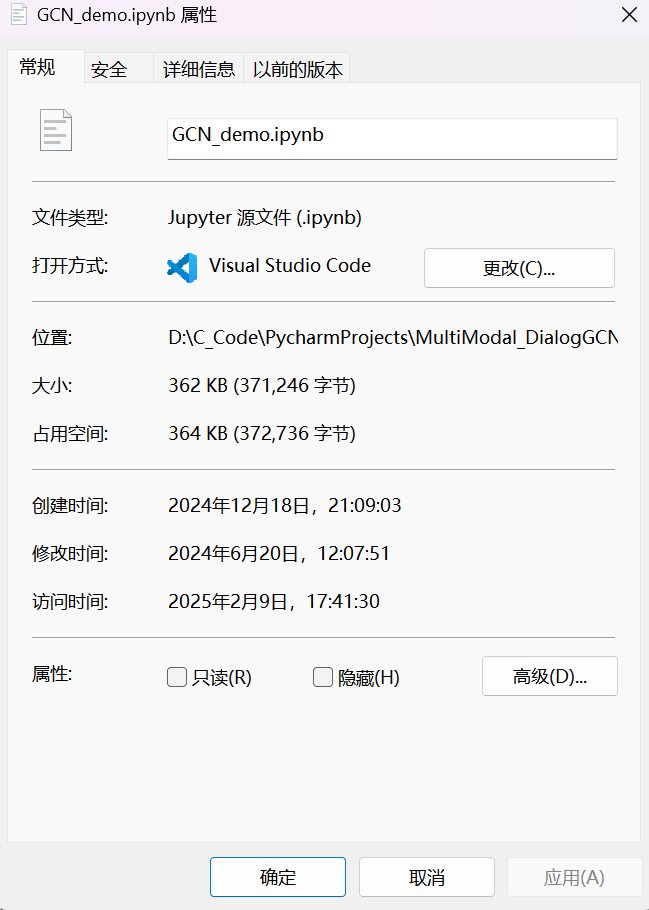 GCN_demo.ipynb 属性
常规 安全 详细信息 以前的版本
GCN_demo.ipynb
文件类型: Jupyter 源文件 (.ipynb)
打开方式: Visual Studio Code 更改(C)...
位置: D:\C_Code\PycharmProjects\MultiModal_DialogGCN
大小: 362 KB (371,246 字节)
占用空间: 364 KB (372,736 字节)
创建时间: 2024年12月18日，21:09:03
修改时间: 2024年6月20日，12:07:51
访问时间: 2025年2月9日，17:41:30
属性: 只读(R) 隐藏(H) 高级(D)...
确定 取消 应用(A)